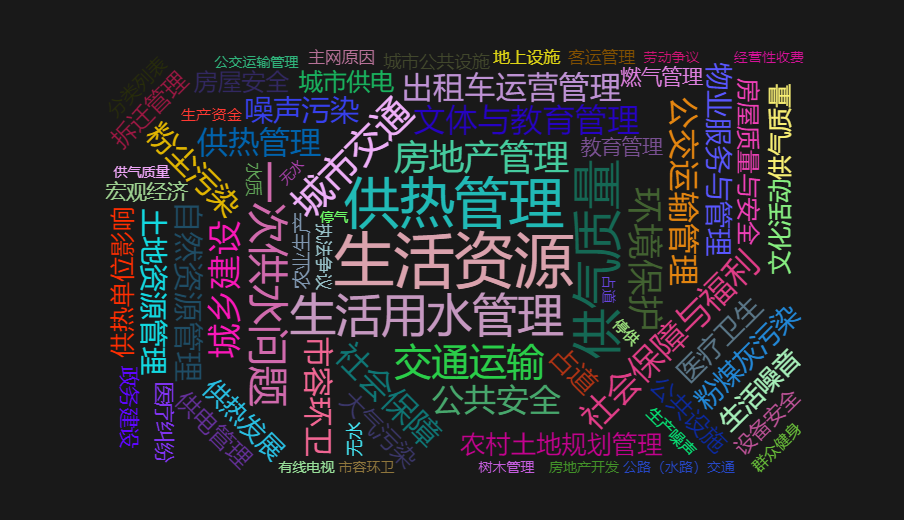 公交运输管理
主网原因
城市公共设施
地上设施
客运管理
劳动争议
经营性收费
分类列表
拆迁管理
房屋安全
城市供电
出租车运营管理
燃气管理
物业服务与管理
房屋质量与安全
供气质量
生产资金
噪声污染
城市交通
文体与教育管理
公交运输管理
粉尘污染
供热管理
房地产管理
教育管理
供气质量
水质
无水
宏观经济
一次供水问题
供热管理
供气质量
环境保护
文化活动
供热单位影响
土地资源管理
自然资源管理
城乡建设
农业生产
执法争议
停气
生活资源
占道
生活用水管理
停供
社会保障与福利
医疗卫生
粉煤灰污染
市容环卫
社会保障
交通运输
占道
公共安全
公共设施
生活噪音
政务建设
医疗纠纷
供电管理
供热发展
大气污染
无水
农村土地规划管理
生产噪声
设备安全
群众健身
有线电视
市容环卫
树木管理
房地产开发
公路（水路）交通